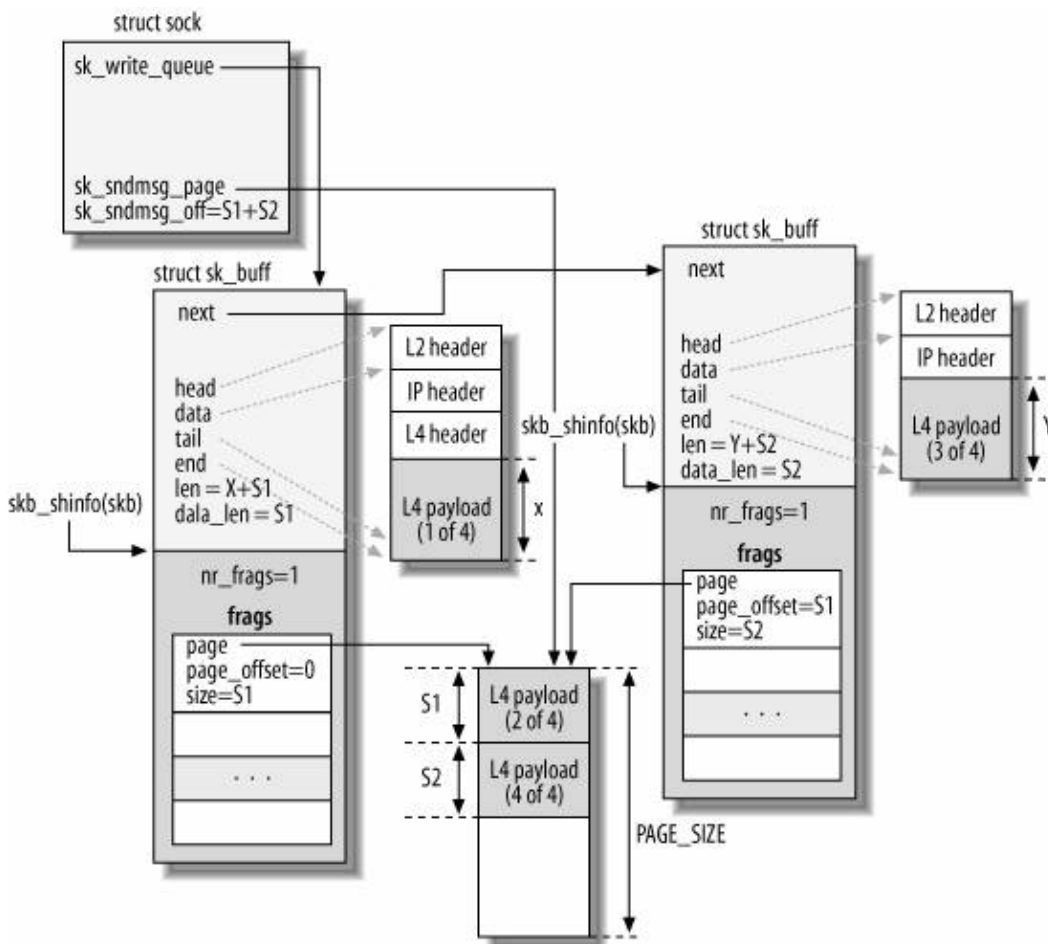 struct sock
sk_write_queue
sk_sndmsg_page
sk_sndmsg_off=S1+S2
struct sk_buff
next
head
data
tail
end
len = X+S1
dala_len = S1
skb_shinfo(skb)
nr_frags=1
frags
page
page_offset=0
size=S1
. . .
L2 header
IP header
L4 header
L4 payload
(1 of 4)
x
struct sk_buff
next
head
data
tail
end
len = Y+S2
data_len = S2
skb_shinfo(skb)
nr_frags=1
frags
page
page_offset=S1
size=S2
. . .
L2 header
IP header
L4 payload
(3 of 4)
Y
S1
L4 payload
(2 of 4)
S2
L4 payload
(4 of 4)
PAGE_SIZE